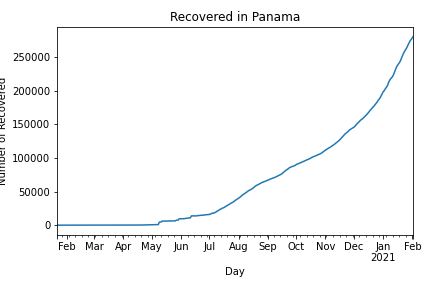 Recovered in Panama
Number of Recovered
250000
200000
150000
100000
50000
0
Feb Mar Apr May Jun Jul Aug Sep Oct Nov Dec Jan Feb
2021
Day